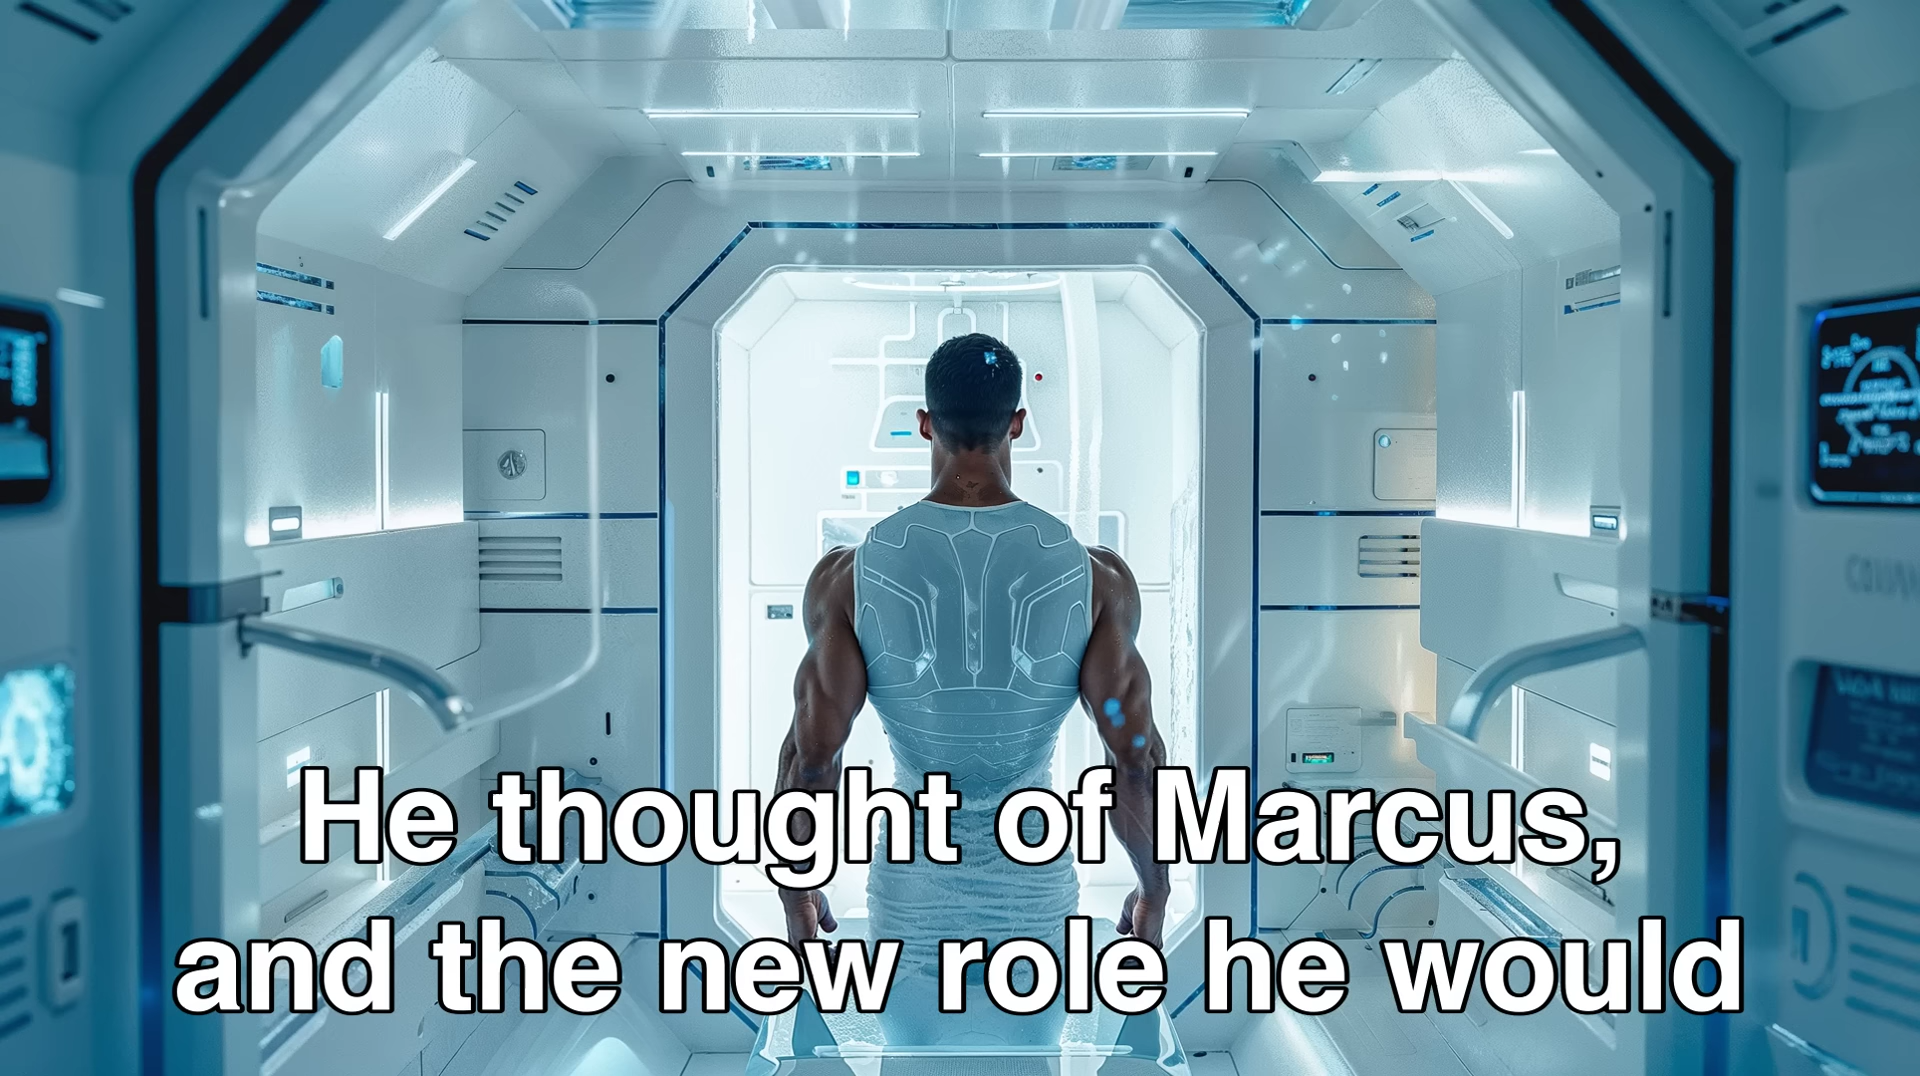 He thought of Marcus,
and the new role he would